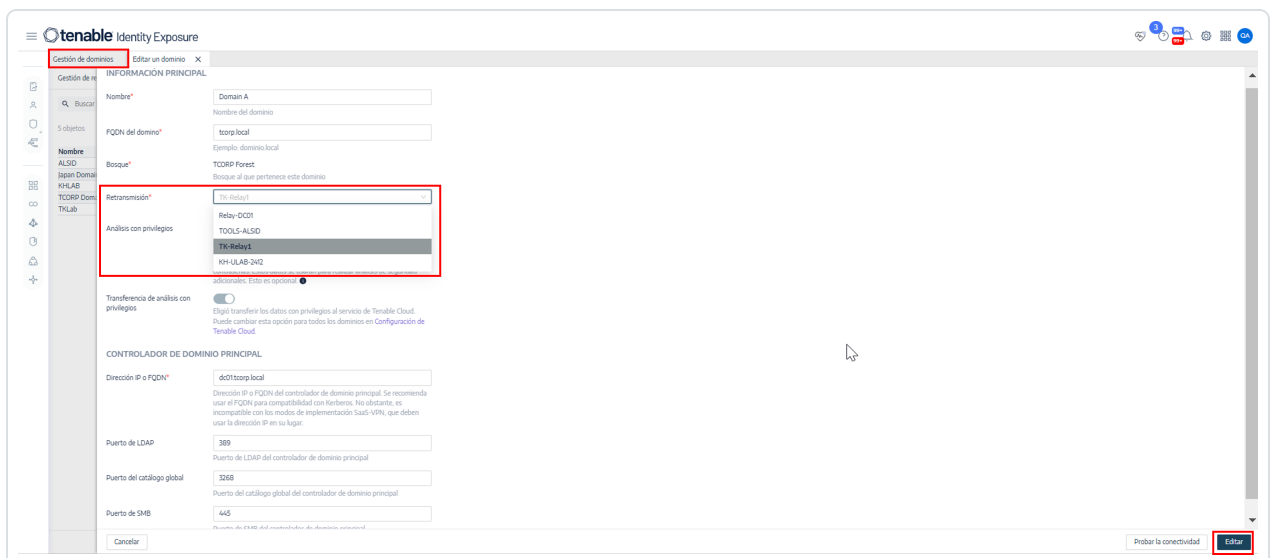 tenable Identity Exposure
3
99+
99+
QA
Gestión de dominios
Editar un dominio
Gestión de re
INFORMACIÓN PRINCIPAL
Buscar
Nombre*
Domain A
Nombre del dominio
5 objetos
FQDN del domino*
tcorp.local
Ejemplo: dominio.local
Nombre
ALSID
Japan Domai
KHLAB
TCORP Dom
TKLab
Bosque*
TCORP Forest
Bosque al que pertenece este dominio
Retransmisión*
TK-Relay1
Relay-DC01
TOOLS-ALSID
TK-Relay1
KH-ULAB-2412
Análisis con privilegios
adicionales. Esto es opcional.
Transferencia de análisis con
privilegios
Eligió transferir los datos con privilegios al servicio de Tenable Cloud.
Puede cambiar esta opción para todos los dominios en Configuración de
Tenable Cloud.
CONTROLADOR DE DOMINIO PRINCIPAL
Dirección IP o FQDN*
dc01.tcorp.local
Dirección IP o FQDN del controlador de dominio principal. Se recomienda
usar el FQDN para compatibilidad con Kerberos. No obstante, es
incompatible con los modos de implementación SaaS-VPN, que deben
usar la dirección IP en su lugar.
Puerto de LDAP
389
Puerto de LDAP del controlador de dominio principal
Puerto del catálogo global
3268
Puerto del catálogo global del controlador de dominio principal
Puerto de SMB
445
Cancelar
Probar la conectividad
Editar